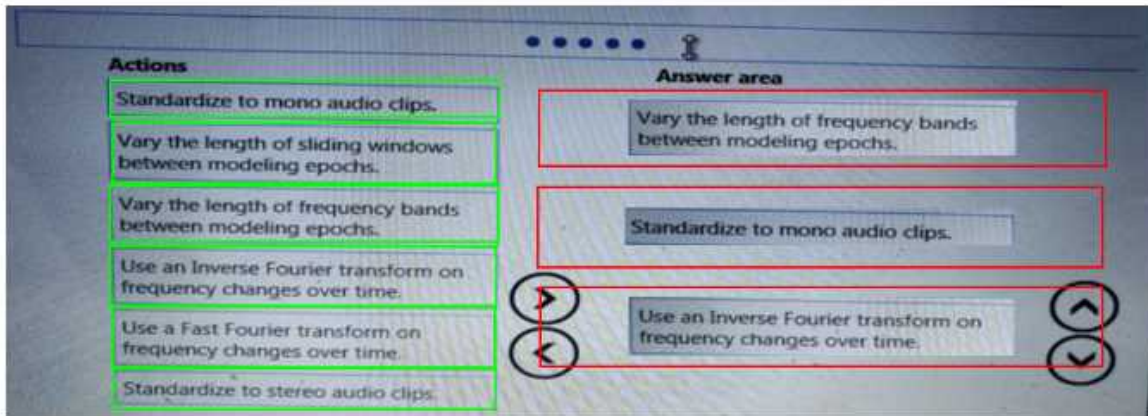 Actions
Standardize to mono audio clips.
Vary the length of sliding windows
between modeling epochs.
Vary the length of frequency bands
between modeling epochs.
Use an Inverse Fourier transform on
frequency changes over time.
Use a Fast Fourier transform on
frequency changes over time.
Standardize to stereo audio clips.
Answer area
Vary the length of frequency bands
between modeling epochs.
Standardize to mono audio clips.
Use an Inverse Fourier transform on
frequency changes over time.